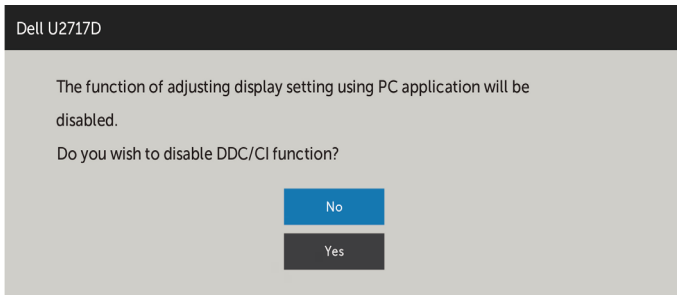 Dell U2717D
The function of adjusting display setting using PC application will be
disabled.
Do you wish to disable DDC/CI function?
No
Yes